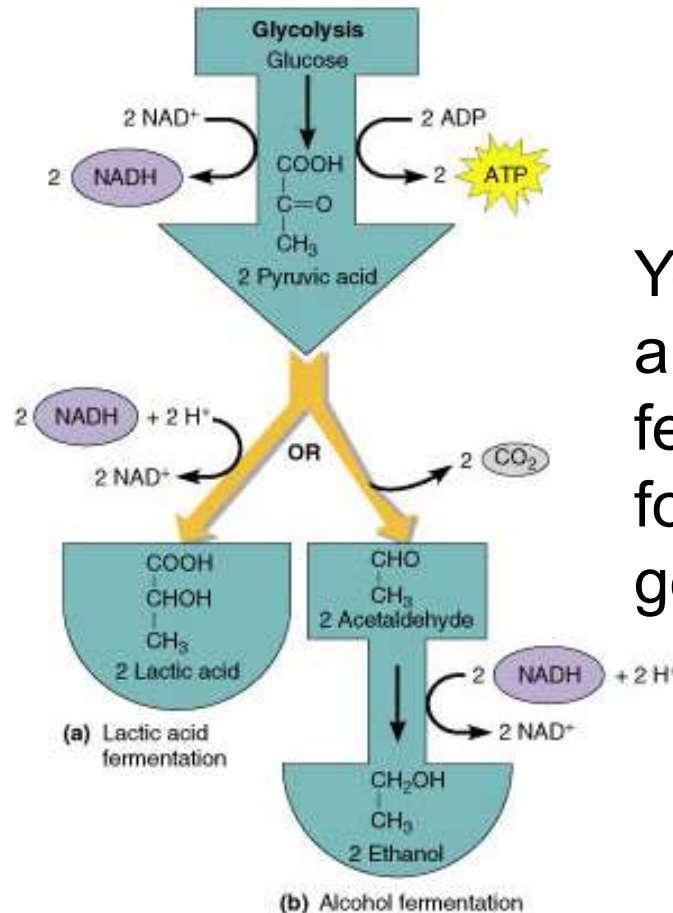 Glycolysis
Glucose
2 NAD⁺
2 ADP
2 NADH
2 ATP
COOH
C=O
CH₃
2 Pyruvic acid
2 NADH + 2 H⁺
2 NAD⁺
OR
2 CO₂
COOH
CHOH
CH₃
2 Lactic acid
(a) Lactic acid
fermentation
CHO
CH₃
2 Acetaldehyde
2 NADH + 2 H⁺
2 NAD⁺
CH₂OH
CH₃
2 Ethanol
(b) Alcohol fermentation
Y
a
fe
fo
g